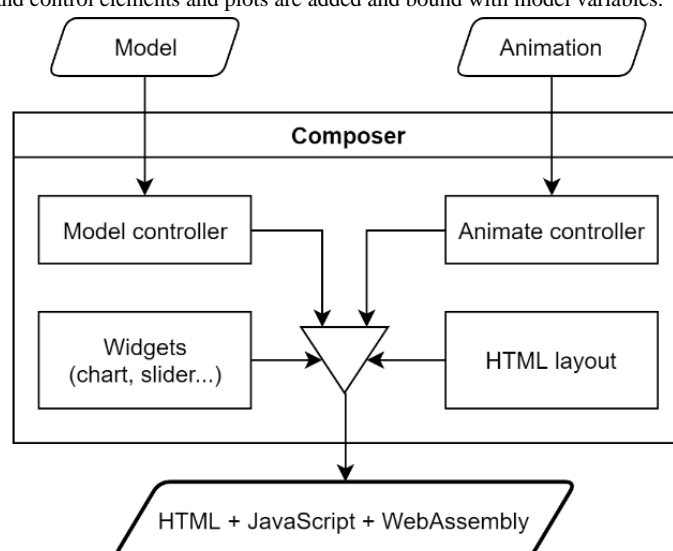 and control elements and plots are added and bound with model variables.
Model
Animation
Composer
Model controller
Animate controller
Widgets
(chart, slider...)
HTML layout
HTML + JavaScript + WebAssembly